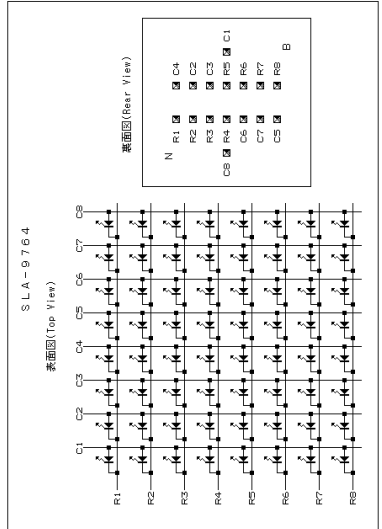 SLA-9764
表面図(Top View)
C1 C2 C3 C4 C5 C6 C7 C8
R1
R2
R3
R4
R5
R6
R7
R8
裏面図(Rear View)
N
R1 C4
R2 C2
R3 C3
C8 R4 R5 C1
C6 R6
C7 R7
C5 R8
B